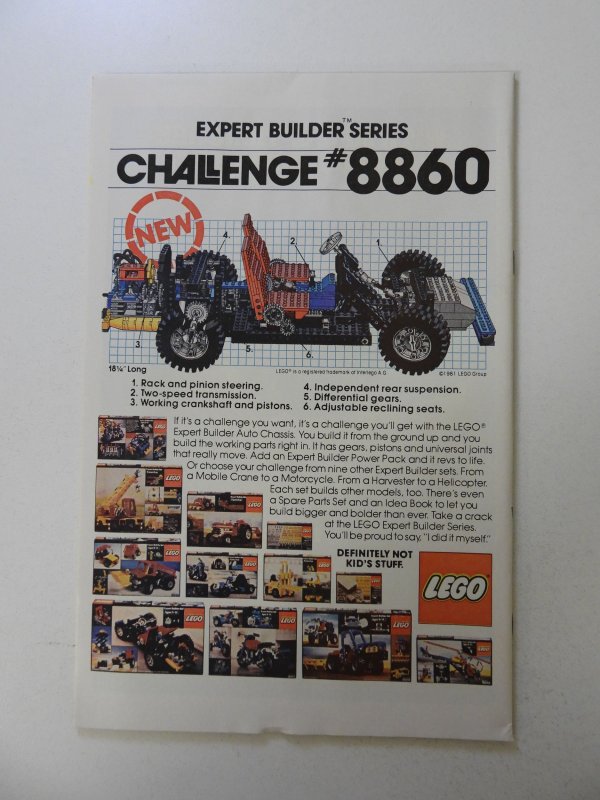 EXPERT BUILDER™ SERIES
CHALLENGE #8860
NEW
4.
2.
1.
3.
5.
6.
18¼" Long
LEGO® is a registered trademark of Interlego A.G.
©1981 LEGO Group
1. Rack and pinion steering.
2. Two-speed transmission.
3. Working crankshaft and pistons.
4. Independent rear suspension.
5. Differential gears.
6. Adjustable reclining seats.
If it's a challenge you want, it's a challenge you'll get with the LEGO®
Expert Builder Auto Chassis. You build it from the ground up and you
build the working parts right in. It has gears, pistons and universal joints
that really move. Add an Expert Builder Power Pack and it revs to life.
Or choose your challenge from nine other Expert Builder sets. From
a Mobile Crane to a Motorcycle. From a Harvester to a Helicopter.
Each set builds other models, too. There's even
a Spare Parts Set and an Idea Book to let you
build bigger and bolder than ever. Take a crack
at the LEGO Expert Builder Series.
You'll be proud to say, "I did it myself."
DEFINITELY NOT
KID'S STUFF.
LEGO